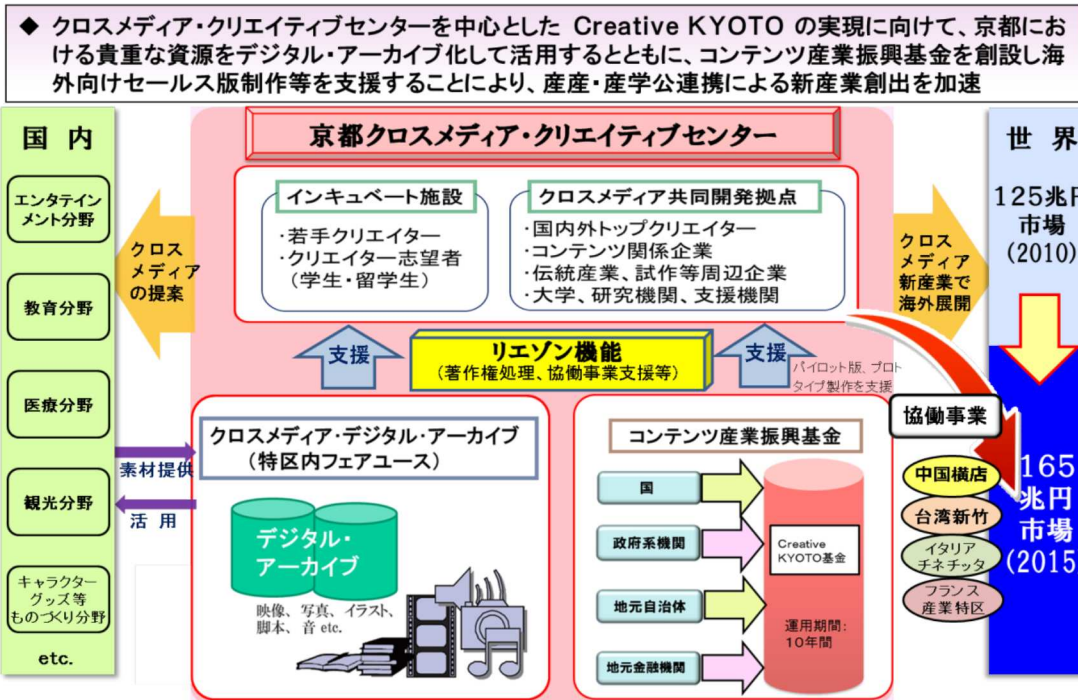 ◆ クロスメディア・クリエイティブセンターを中心とした Creative KYOTO の実現に向けて、京都にお
ける貴重な資源をデジタル・アーカイブ化して活用するとともに、コンテンツ産業振興基金を創設し海
外向けセールス版制作等を支援することにより、産産・産学公連携による新産業創出を加速
国 内
エンタテイン
メント分野
教育分野
医療分野
観光分野
キャラクター
グッズ等
ものづくり分野
etc.
クロス
メディア
の提案
素材提供
活 用
京都クロスメディア・クリエイティブセンター
インキュベート施設
・若手クリエイター
・クリエイター志望者
(学生・留学生)
クロスメディア共同開発拠点
・国内外トップクリエイター
・コンテンツ関係企業
・伝統産業、試作等周辺企業
・大学、研究機関、支援機関
支援
リエゾン機能
(著作権処理、協働事業支援等)
支援
パイロット版、プロト
タイプ製作を支援
クロスメディア・デジタル・アーカイブ
(特区内フェアユース)
デジタル・
アーカイブ
映像、写真、イラスト、
脚本、音 etc.
コンテンツ産業振興基金
国
政府系機関
地元自治体
地元金融機関
Creative
KYOTO基金
運用期間:
10年間
クロス
メディア
新産業で
海外展開
協働事業
中国横店
台湾新竹
イタリア
チネチッタ
フランス
産業特区
世 界
125兆円
市場
(2010)
165
兆円
市場
(2015